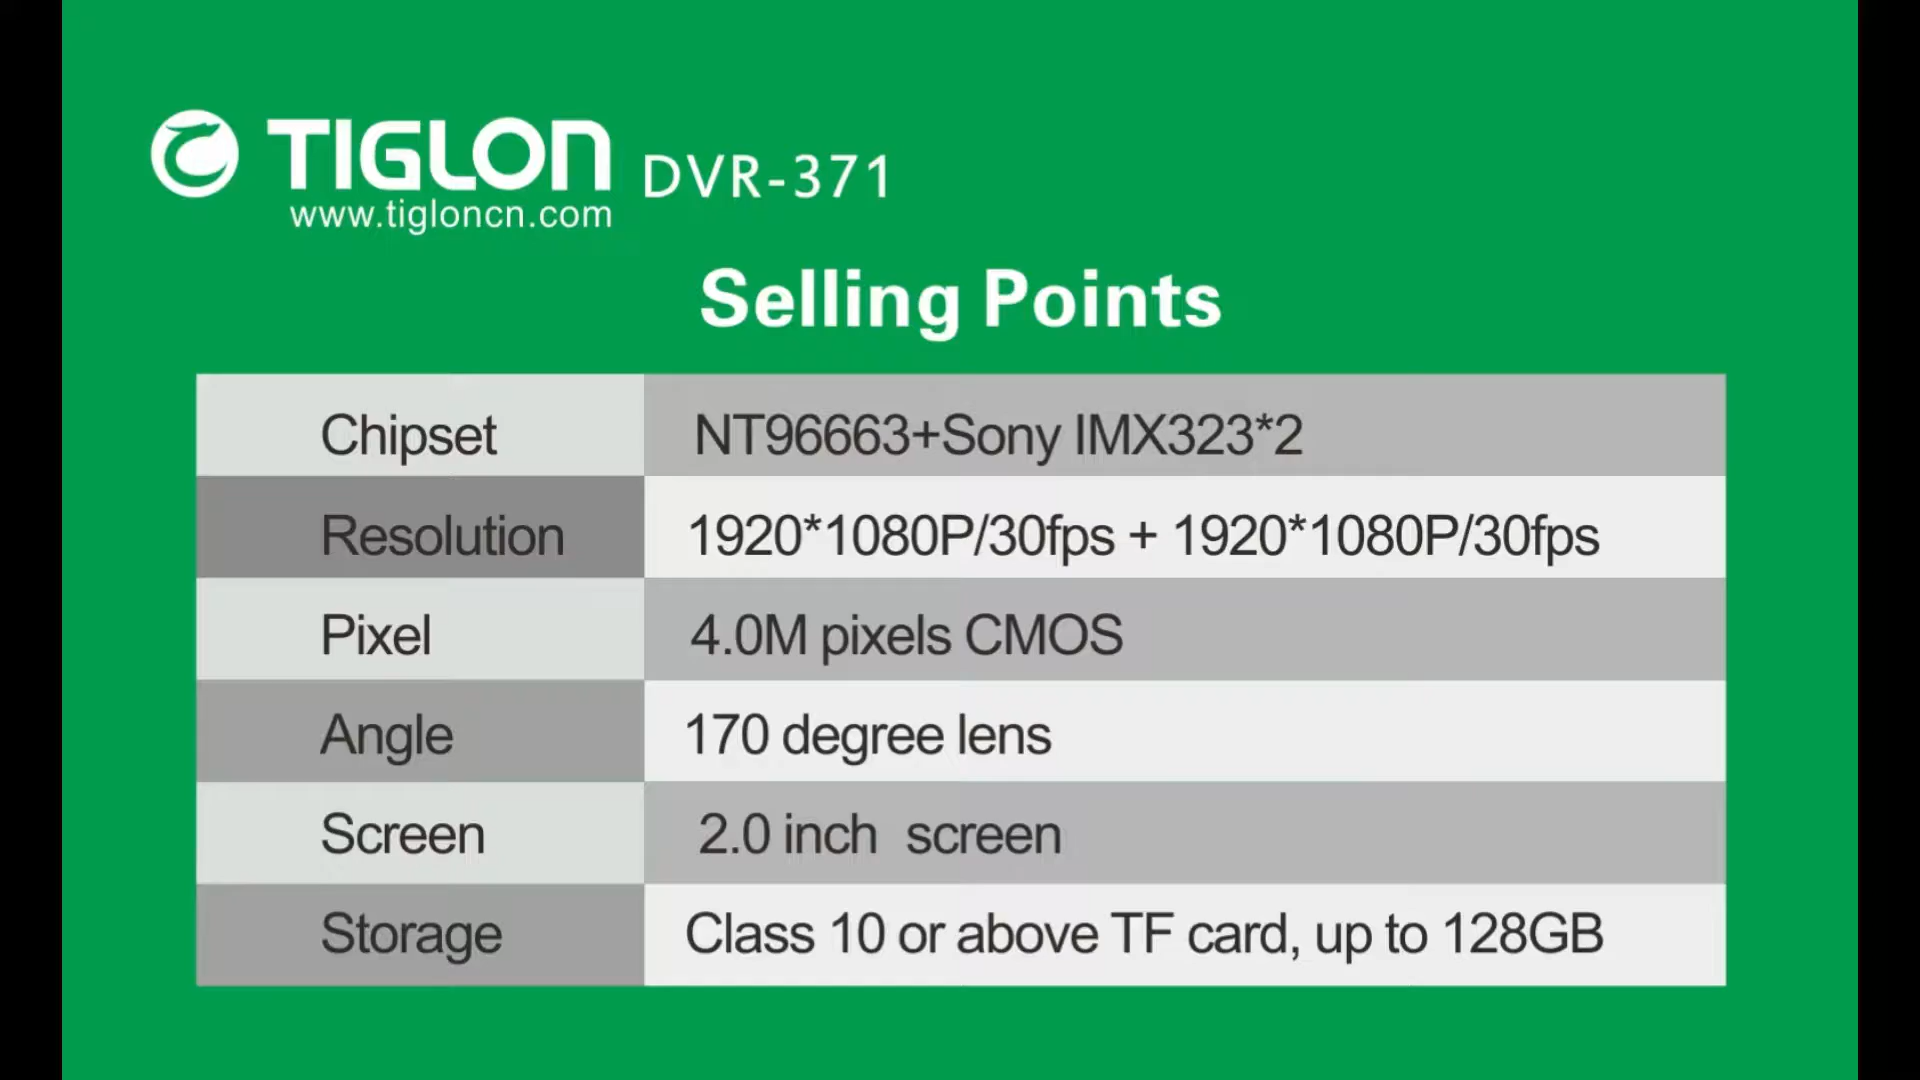 TIGLON DVR-371
www.tigloncn.com
Selling Points
Chipset NT96663+Sony IMX323*2
Resolution 1920*1080P/30fps + 1920*1080P/30fps
Pixel 4.0M pixels CMOS
Angle 170 degree lens
Screen 2.0 inch screen
Storage Class 10 or above TF card, up to 128GB